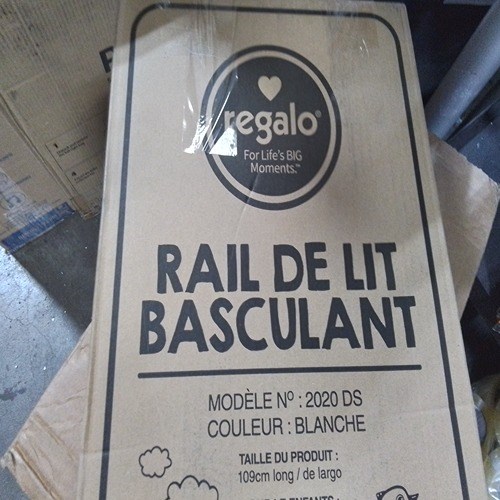 regalo®
For Life's BIG
Moments.™
RAIL DE LIT
BASCULANT
MODÈLE Nº : 2020 DS
COULEUR : BLANCHE
TAILLE DU PRODUIT :
109cm long / de largo